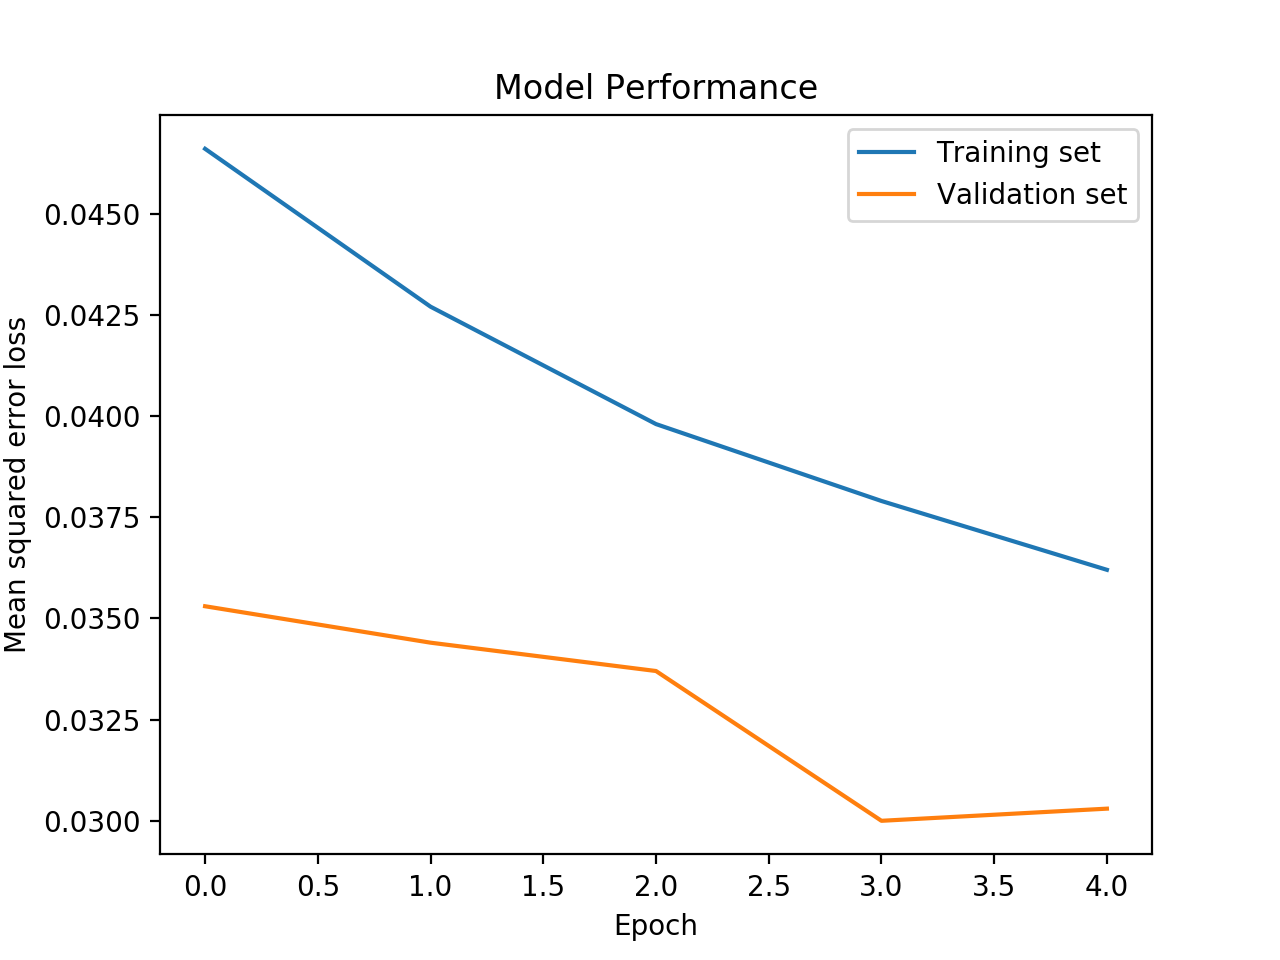 Model Performance
Training set
Validation set
0.0450
0.0425
0.0400
0.0375
0.0350
0.0325
0.0300
Mean squared error loss
0.0 0.5 1.0 1.5 2.0 2.5 3.0 3.5 4.0
Epoch